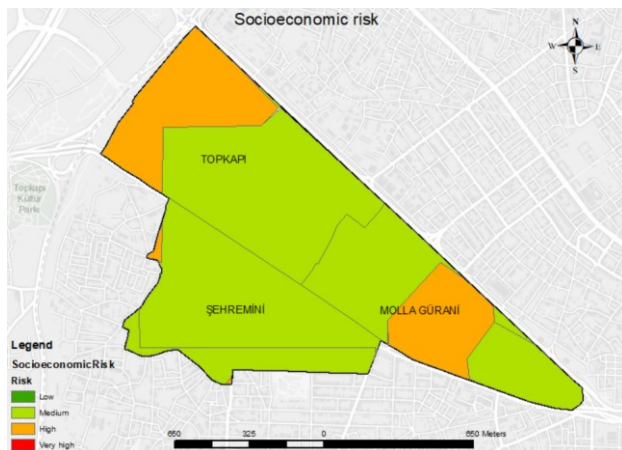 Socioeconomic risk
N
W
E
S
TOPKAPI
Topkapı
Kültür
Park
ŞEHREMİNİ
MOLLA GÜRANİ
Legend
SocioeconomicRisk
Risk
Low
Medium
High
Very high
650 325 0 650 Meters